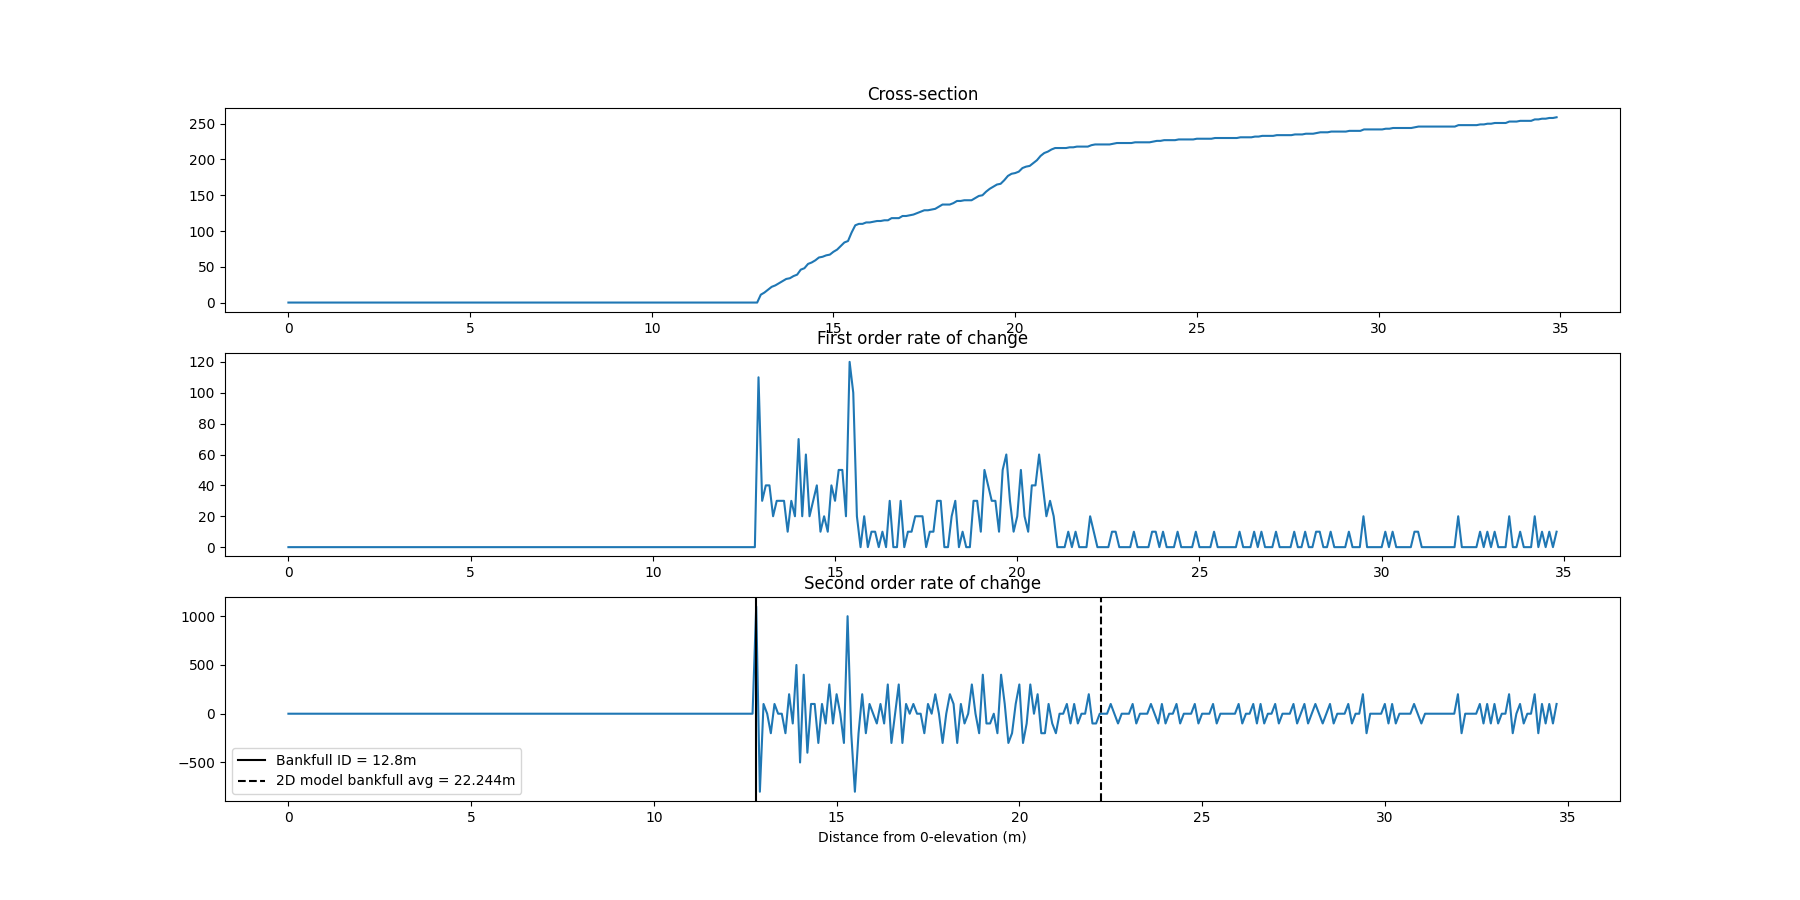 Cross-section
250
200
150
100
50
0
0 5 10 15 20 25 30 35
First order rate of change
120
100
80
60
40
20
0
0 5 10 15 20 25 30 35
Second order rate of change
1000
500
0
−500
Bankfull ID = 12.8m
2D model bankfull avg = 22.244m
0 5 10 15 20 25 30 35
Distance from 0-elevation (m)